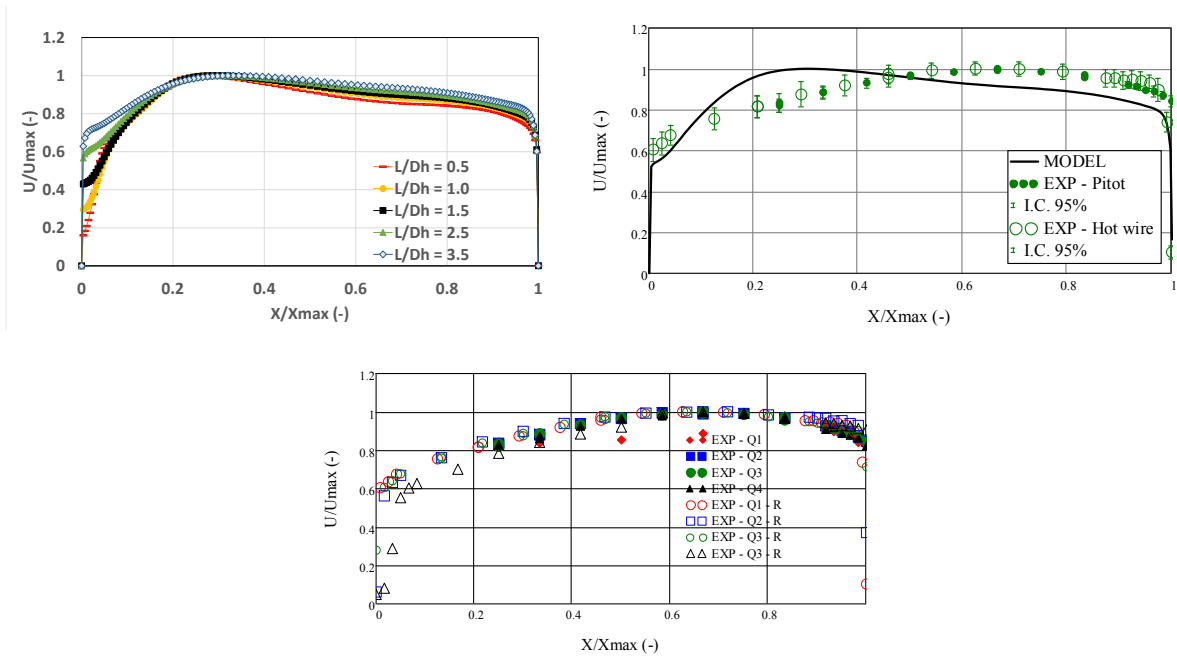 1.2
1
0.8
0.6
0.4
0.2
0
U/Umax (-)
L/Dh = 0.5
L/Dh = 1.0
L/Dh = 1.5
L/Dh = 2.5
L/Dh = 3.5
0 0.2 0.4 0.6 0.8 1
X/Xmax (-)
1.2
1
0.8
0.6
0.4
0.2
0
U/Umax (-)
MODEL
EXP - Pitot
I.C. 95%
EXP - Hot wire
I.C. 95%
0 0.2 0.4 0.6 0.8 1
X/Xmax (-)
1.2
1
0.8
0.6
0.4
0.2
0
U/Umax (-)
EXP - Q1
EXP - Q2
EXP - Q3
EXP - Q4
EXP - Q1 - R
EXP - Q2 - R
EXP - Q3 - R
EXP - Q3 - R
0 0.2 0.4 0.6 0.8
X/Xmax (-)